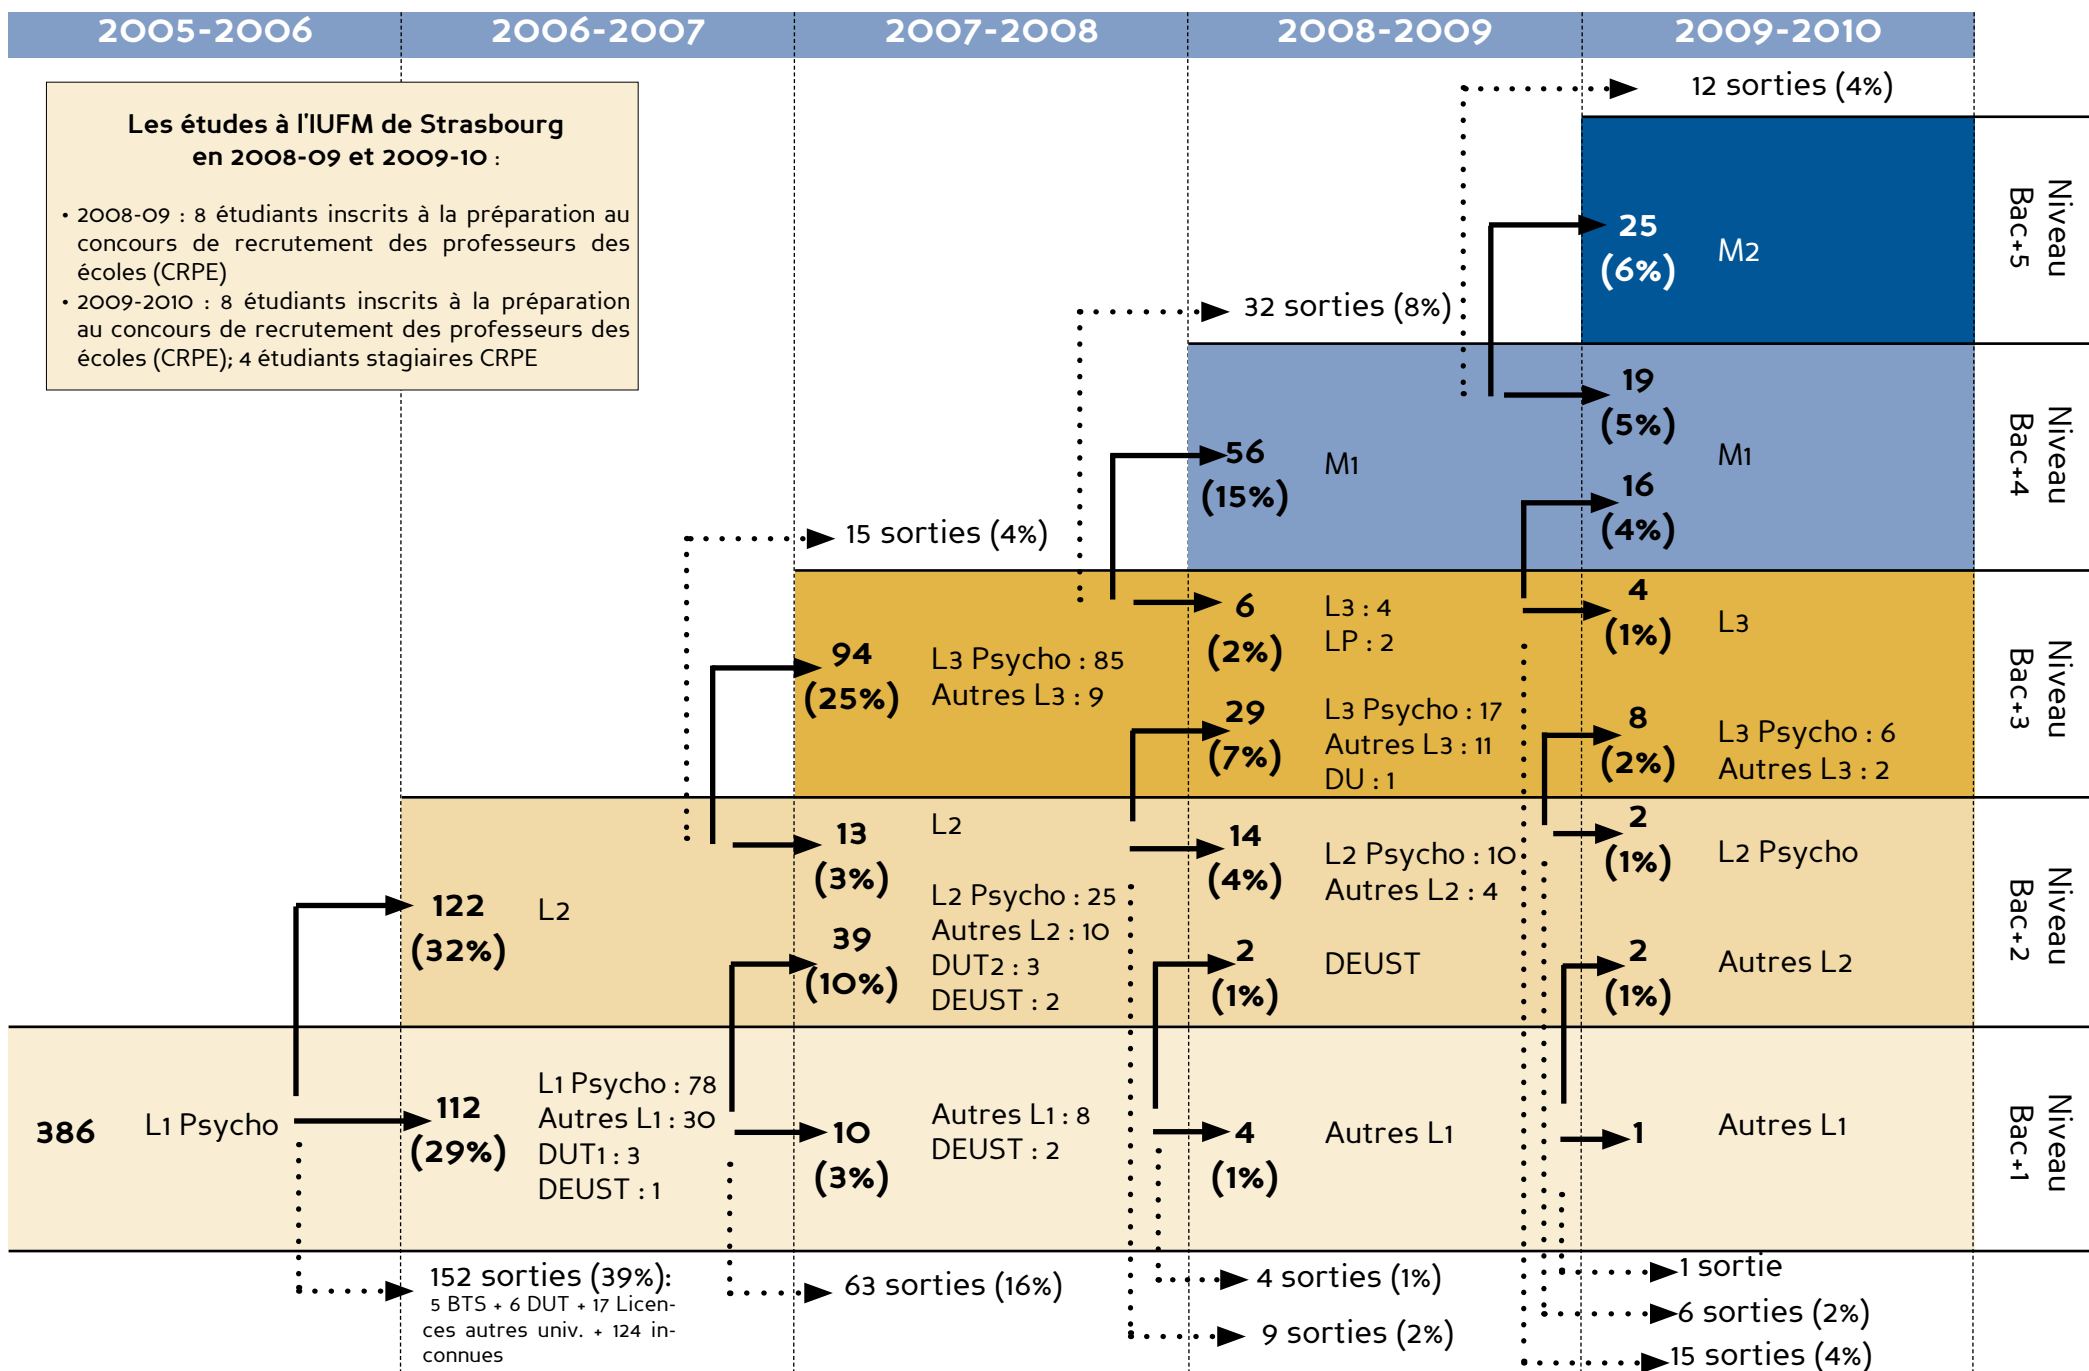 2005-2006
2006-2007
2007-2008
2008-2009
2009-2010
Les études à l'IUFM de Strasbourg
en 2008-09 et 2009-10 :
• 2008-09 : 8 étudiants inscrits à la préparation au
concours de recrutement des professeurs des
écoles (CRPE)
• 2009-2010 : 8 étudiants inscrits à la préparation
au concours de recrutement des professeurs des
écoles (CRPE); 4 étudiants stagiaires CRPE
12 sorties (4%)
25
(6%)
M2
Niveau
Bac+5
32 sorties (8%)
56
(15%)
M1
19
(5%)
M1
16
(4%)
Niveau
Bac+4
15 sorties (4%)
94
(25%)
L3 Psycho : 85
Autres L3 : 9
6
(2%)
L3 : 4
LP : 2
29
(7%)
L3 Psycho : 17
Autres L3 : 11
DU : 1
4
(1%)
L3
8
(2%)
L3 Psycho : 6
Autres L3 : 2
Niveau
Bac+3
122
(32%)
L2
13
(3%)
L2
39
(10%)
L2 Psycho : 25
Autres L2 : 10
DUT2 : 3
DEUST : 2
14
(4%)
L2 Psycho : 10
Autres L2 : 4
2
(1%)
DEUST
2
(1%)
L2 Psycho
2
(1%)
Autres L2
Niveau
Bac+2
386
L1 Psycho
112
(29%)
L1 Psycho : 78
Autres L1 : 30
DUT1 : 3
DEUST : 1
10
(3%)
Autres L1 : 8
DEUST : 2
4
(1%)
Autres L1
1
Autres L1
Niveau
Bac+1
152 sorties (39%):
5 BTS + 6 DUT + 17 Licen-
ces autres univ. + 124 in-
connues
63 sorties (16%)
4 sorties (1%)
9 sorties (2%)
1 sortie
6 sorties (2%)
15 sorties (4%)